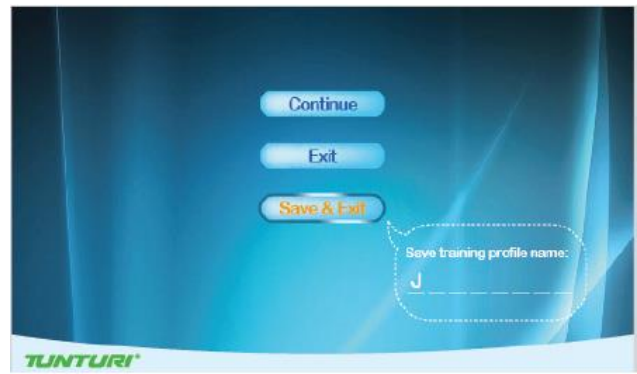 Continue
Exit
Save & Exit
Save training profile name:
J _ _ _ _ _ _
TUNTURI®